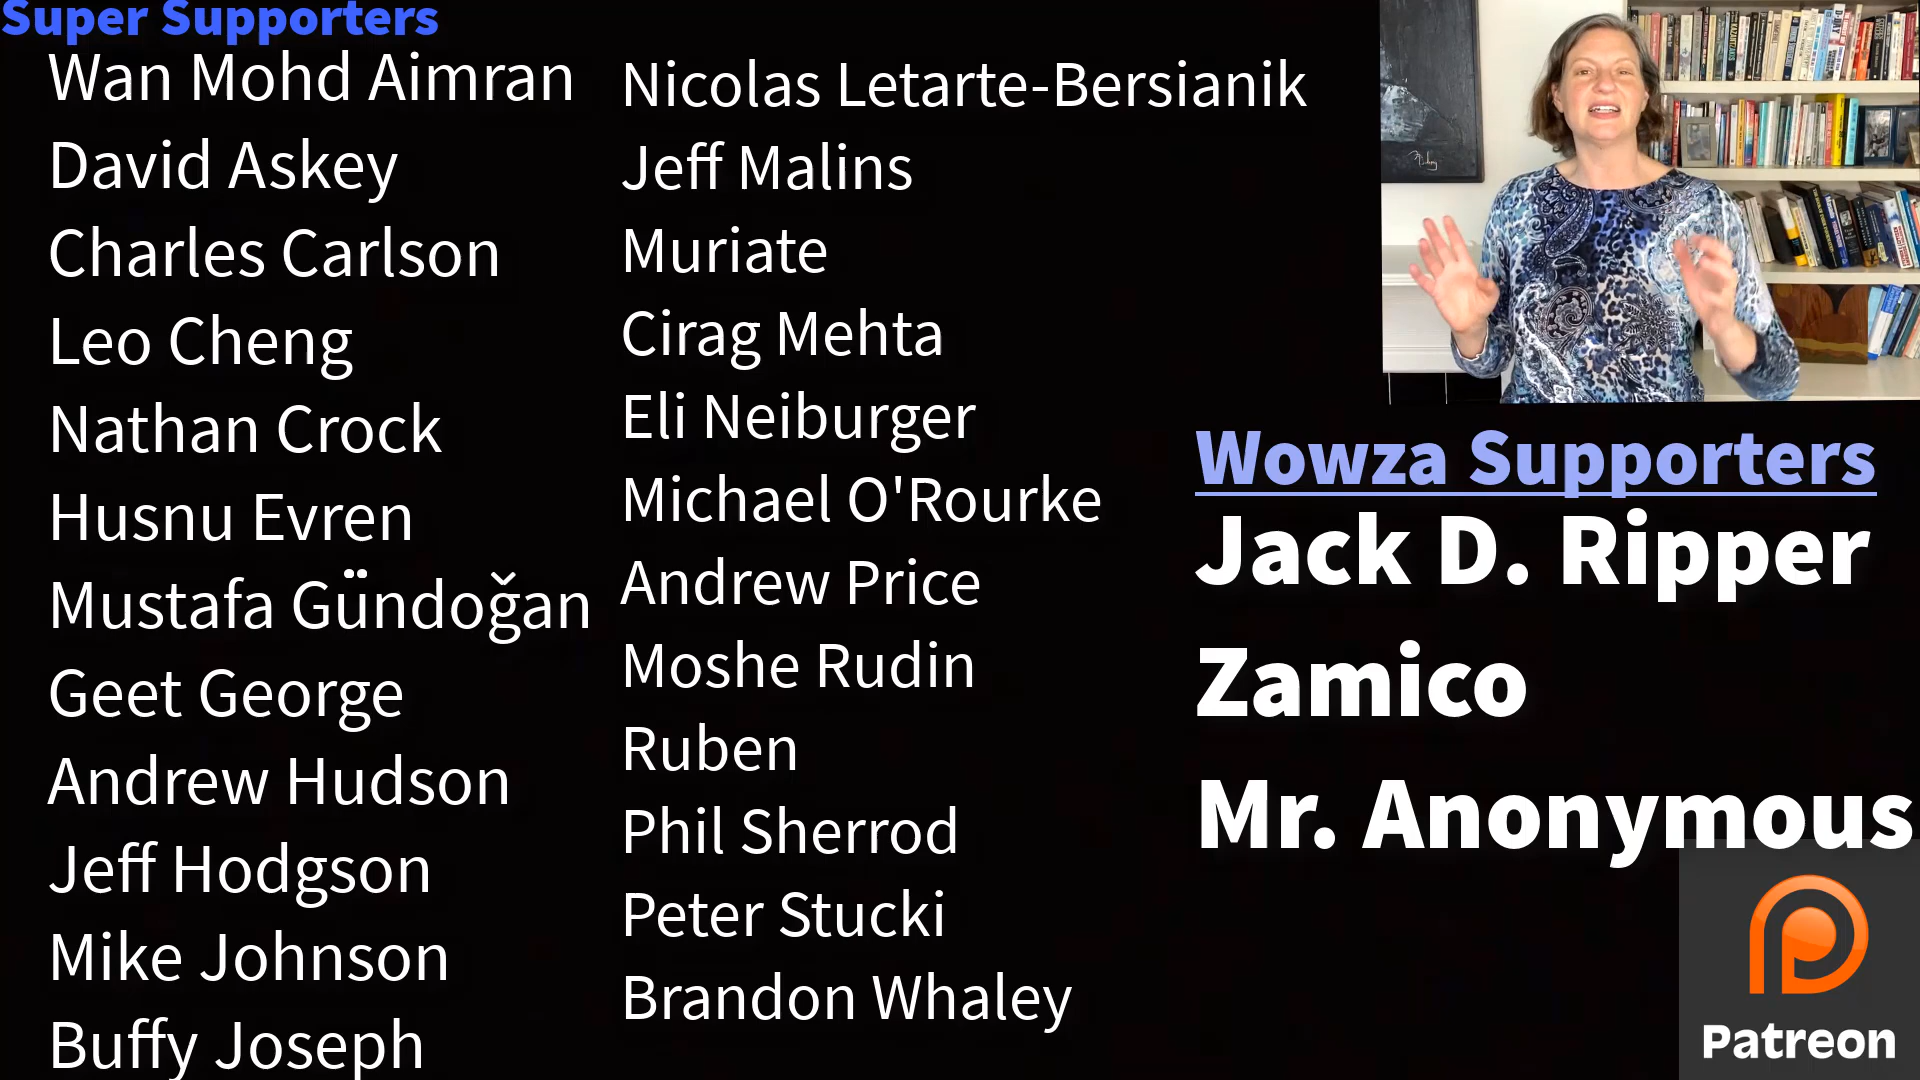 Super Supporters
Wan Mohd Aimran
David Askey
Charles Carlson
Leo Cheng
Nathan Crock
Husnu Evren
Mustafa Gündoğan
Geet George
Andrew Hudson
Jeff Hodgson
Mike Johnson
Buffy Joseph
Nicolas Letarte-Bersianik
Jeff Malins
Muriate
Cirag Mehta
Eli Neiburger
Michael O'Rourke
Andrew Price
Moshe Rudin
Ruben
Phil Sherrod
Peter Stucki
Brandon Whaley
Wowza Supporters
Jack D. Ripper
Zamico
Mr. Anonymous
Patreon